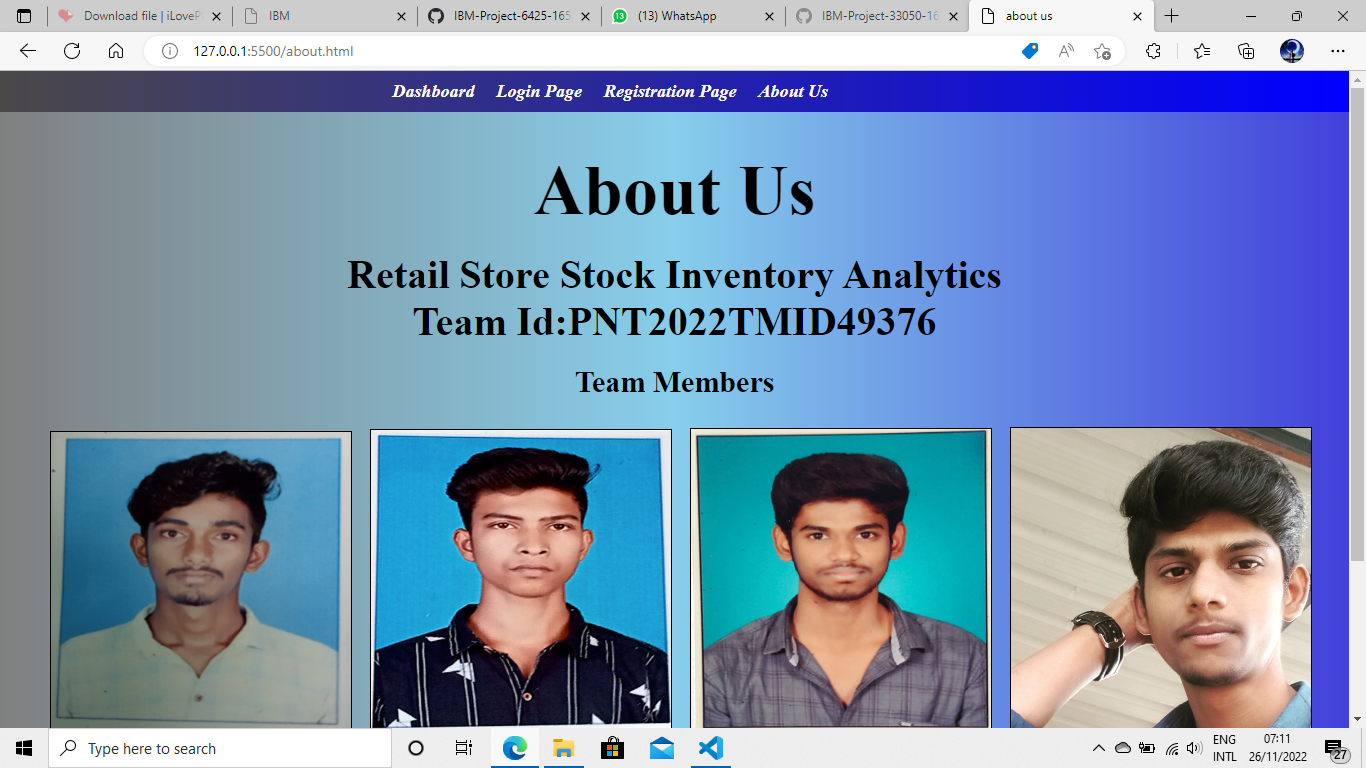 Download file | iLoveP
IBM
IBM-Project-6425-165
(13) WhatsApp
IBM-Project-33050-16
about us
127.0.0.1:5500/about.html
Dashboard Login Page Registration Page About Us
About Us
Retail Store Stock Inventory Analytics
Team Id:PNT2022TMID49376
Team Members
Type here to search
ENG
INTL
07:11
26/11/2022
27